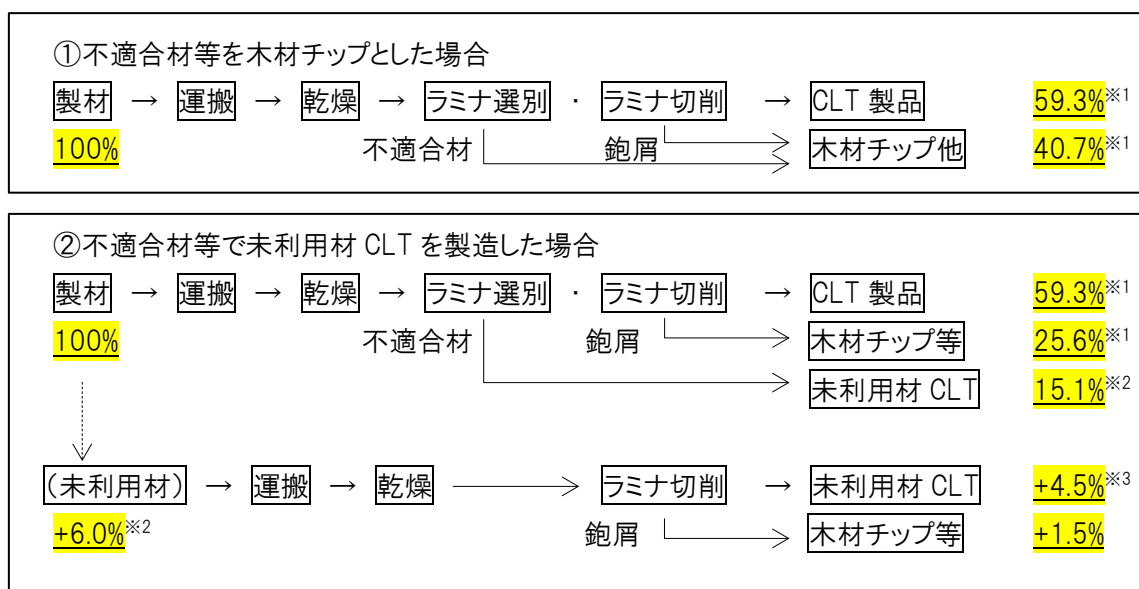 ①不適合材等を木材チップとした場合
製材 → 運搬 → 乾燥 → ラミナ選別 ・ ラミナ切削 → CLT 製品 59.3%※1
100% 不適合材 鉋屑 木材チップ他 40.7%※1
②不適合材等で未利用材 CLT を製造した場合
製材 → 運搬 → 乾燥 → ラミナ選別 ・ ラミナ切削 → CLT 製品 59.3%※1
100% 不適合材 鉋屑 木材チップ等 25.6%※1
未利用材 CLT 15.1%※2
(未利用材) → 運搬 → 乾燥 ラミナ切削 → 未利用材 CLT +4.5%※3
+6.0%※2 鉋屑 木材チップ等 +1.5%